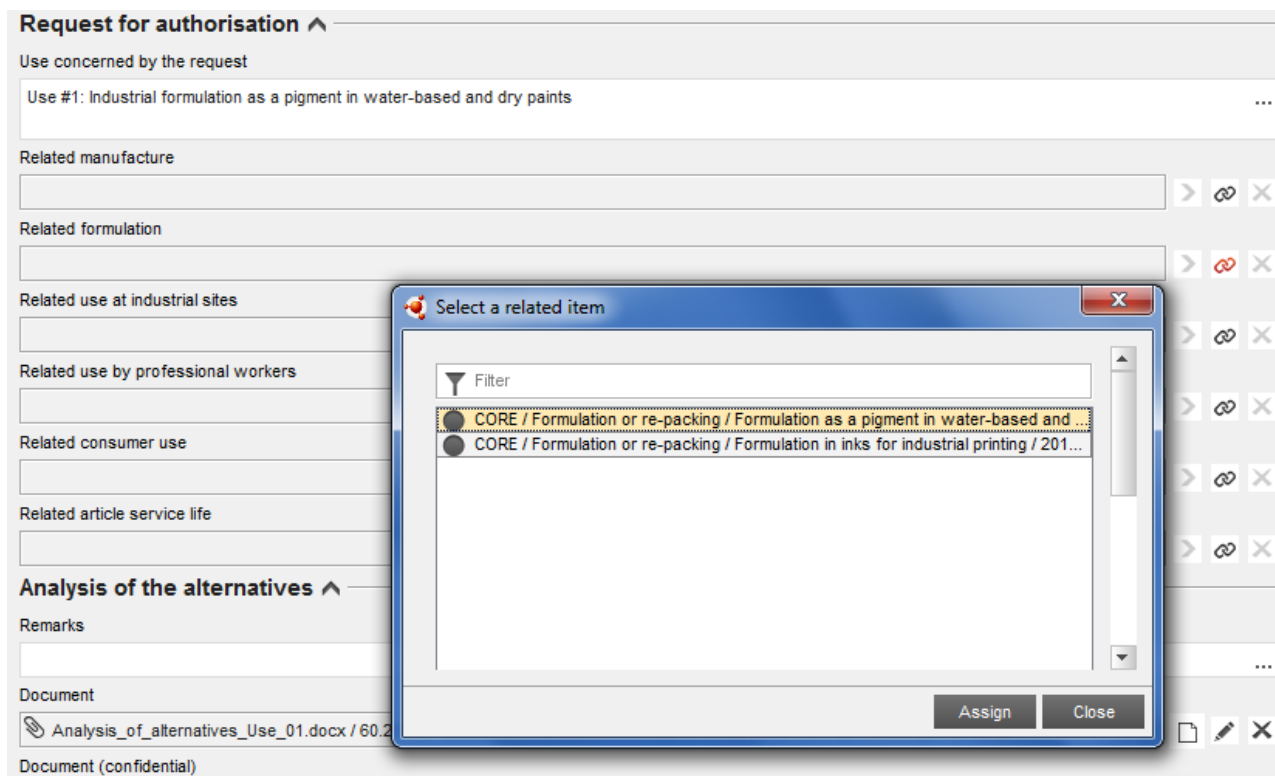 Request for authorisation
Use concerned by the request
Use #1: Industrial formulation as a pigment in water-based and dry paints
...
Related manufacture
Related formulation
Related use at industrial sites
Related use by professional workers
Related consumer use
Related article service life
Select a related item
Filter
CORE / Formulation or re-packing / Formulation as a pigment in water-based and ...
CORE / Formulation or re-packing / Formulation in inks for industrial printing / 201...
Assign
Close
Analysis of the alternatives
Remarks
...
Document
Analysis_of_alternatives_Use_01.docx / 60.2
Document (confidential)